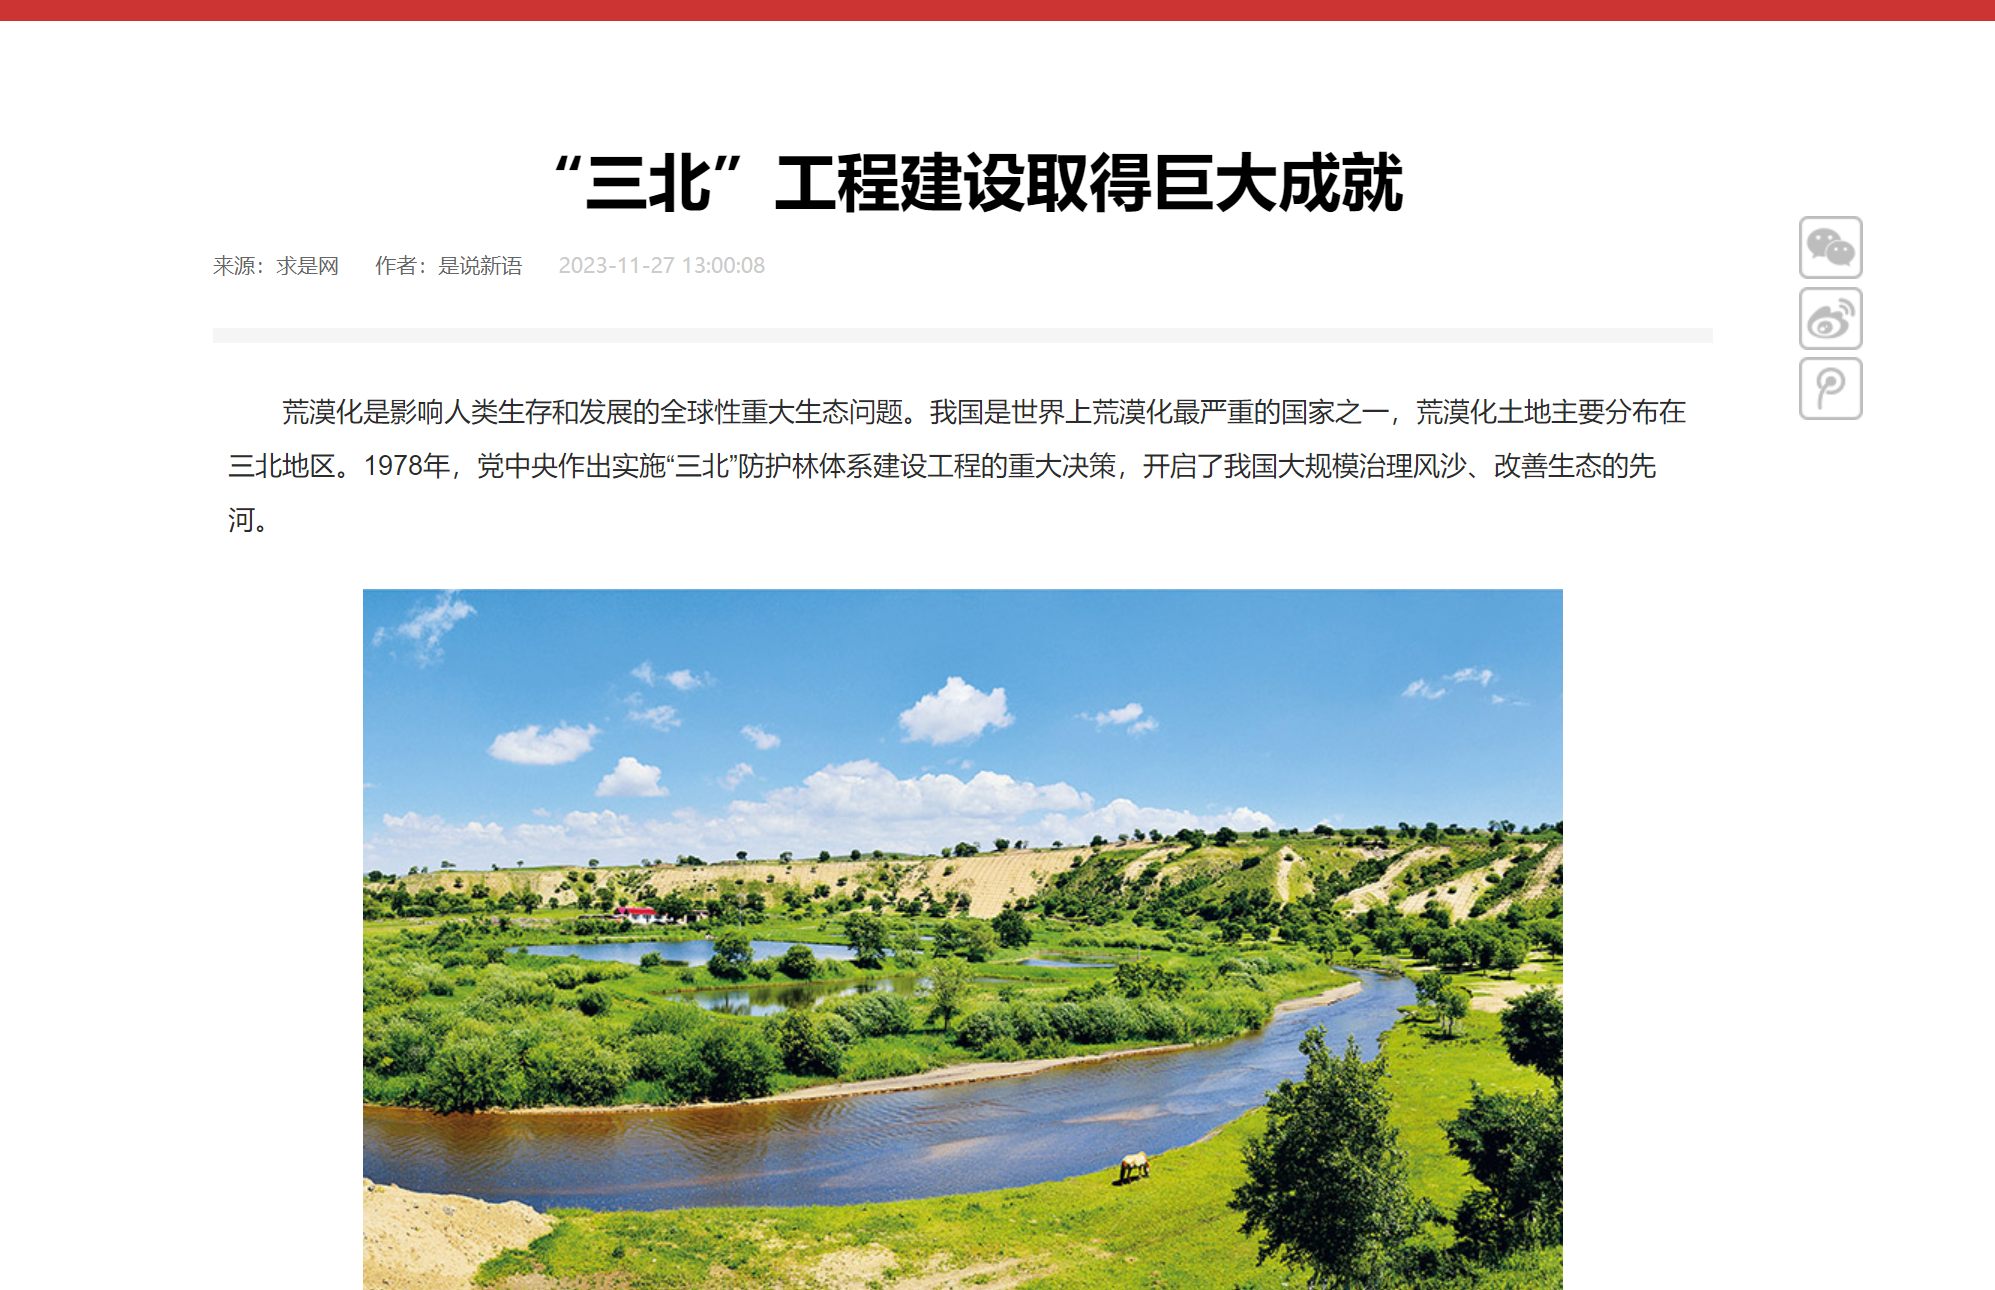 “三北”工程建设取得巨大成就
来源：求是网 作者：是说新语 2023-11-27 13:00:08
荒漠化是影响人类生存和发展的全球性重大生态问题。我国是世界上荒漠化最严重的国家之一，荒漠化土地主要分布在
三北地区。1978年，党中央作出实施“三北”防护林体系建设工程的重大决策，开启了我国大规模治理风沙、改善生态的先
河。